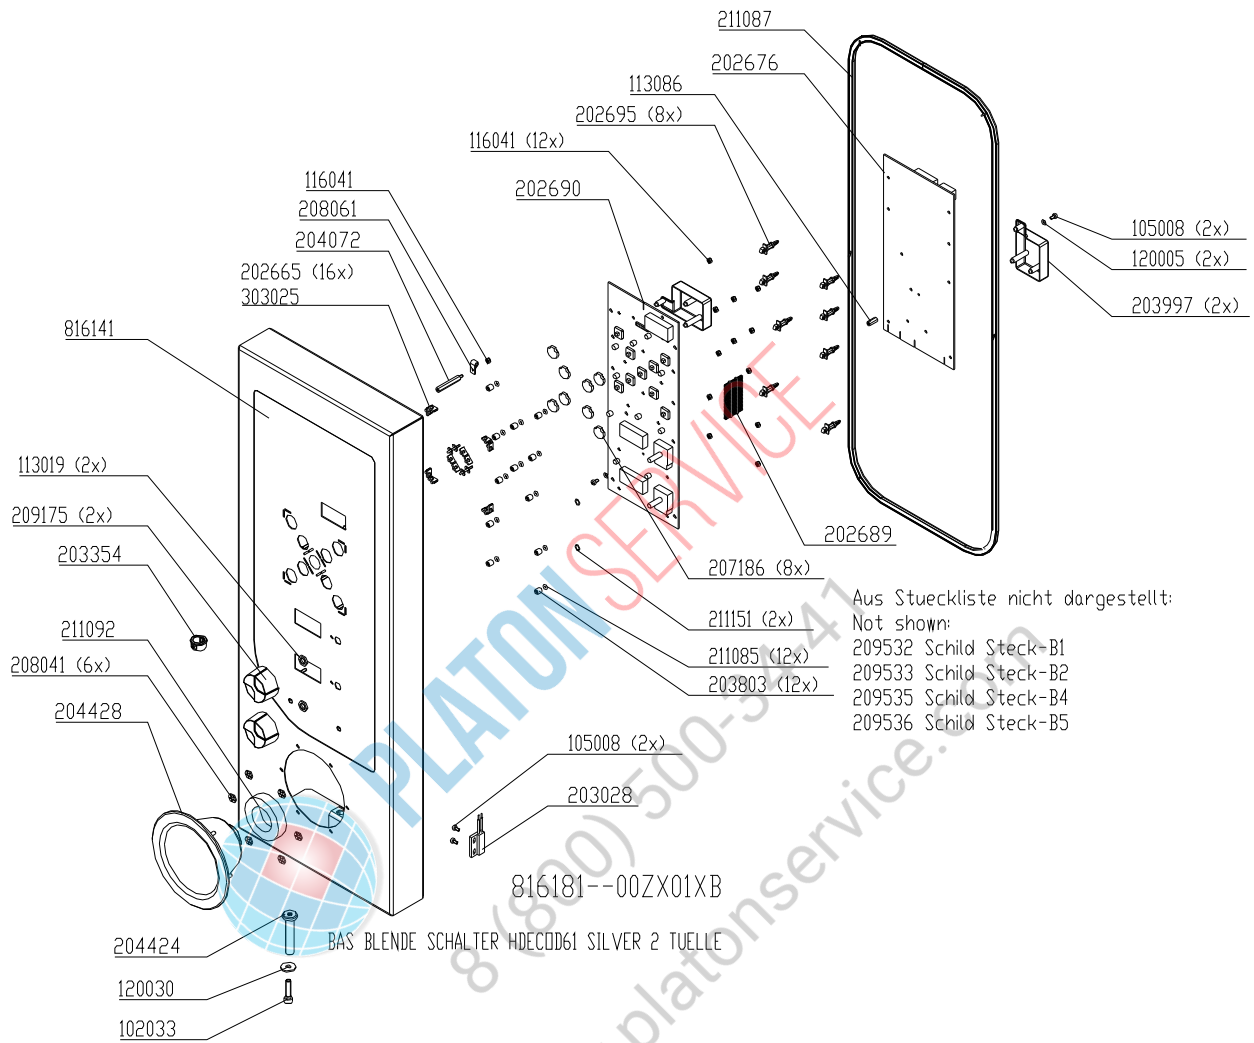 211087
202676
113086
202695 (8x)
116041 (12x)
116041
202690
208061
204072
202665 (16x)
303025
816141
105008 (2x)
120005 (2x)
203997 (2x)
113019 (2x)
209175 (2x)
203354
211092
208041 (6x)
204428
202689
207186 (8x)
211151 (2x)
211085 (12x)
203803 (12x)
Aus Stueckliste nicht dargestellt:
Not shown:
209532 Schild Steck-B1
209533 Schild Steck-B2
209535 Schild Steck-B4
209536 Schild Steck-B5
105008 (2x)
203028
816181--00ZX01XB
BAS BLENDE SCHALTER HDECOD61 SILVER 2 TUELLE
204424
120030
102033
PLATONSERVICE
8 (800) 500-34-41
platonservice.com